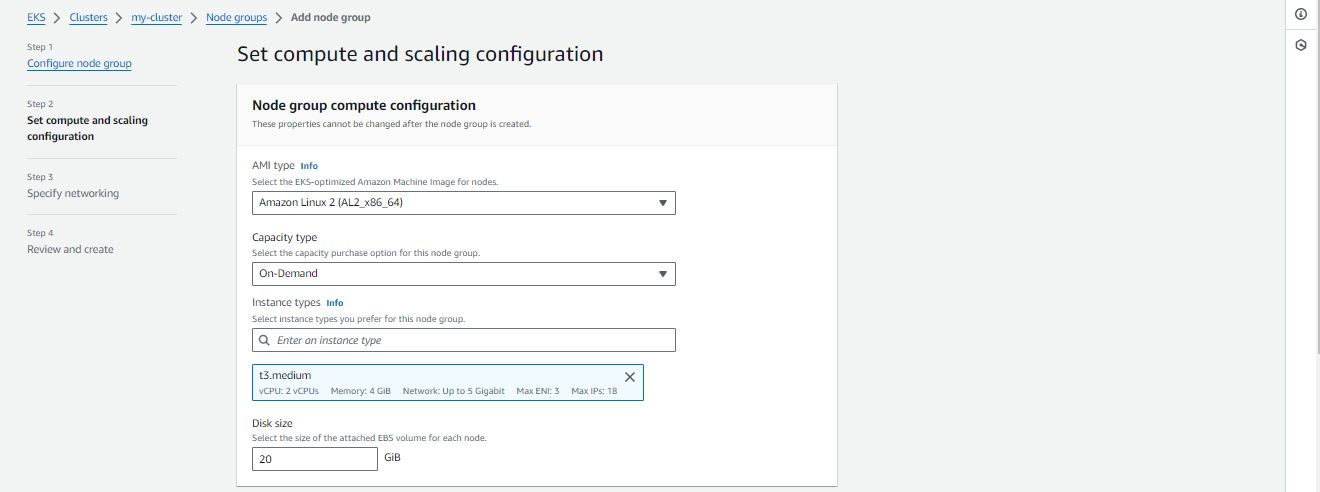 EKS > Clusters > my-cluster > Node groups > Add node group
Step 1
Configure node group
Step 2
Set compute and scaling
configuration
Step 3
Specify networking
Step 4
Review and create
Set compute and scaling configuration
Node group compute configuration
These properties cannot be changed after the node group is created.
AMI type Info
Select the EKS-optimized Amazon Machine Image for nodes.
Amazon Linux 2 (AL2_x86_64)
Capacity type
Select the capacity purchase option for this node group.
On-Demand
Instance types Info
Select instance types you prefer for this node group.
Enter an instance type
t3.medium
vCPU: 2 vCPUs Memory: 4 GiB Network: Up to 5 Gigabit Max ENI: 3 Max IPs: 18
Disk size
Select the size of the attached EBS volume for each node.
20 GiB